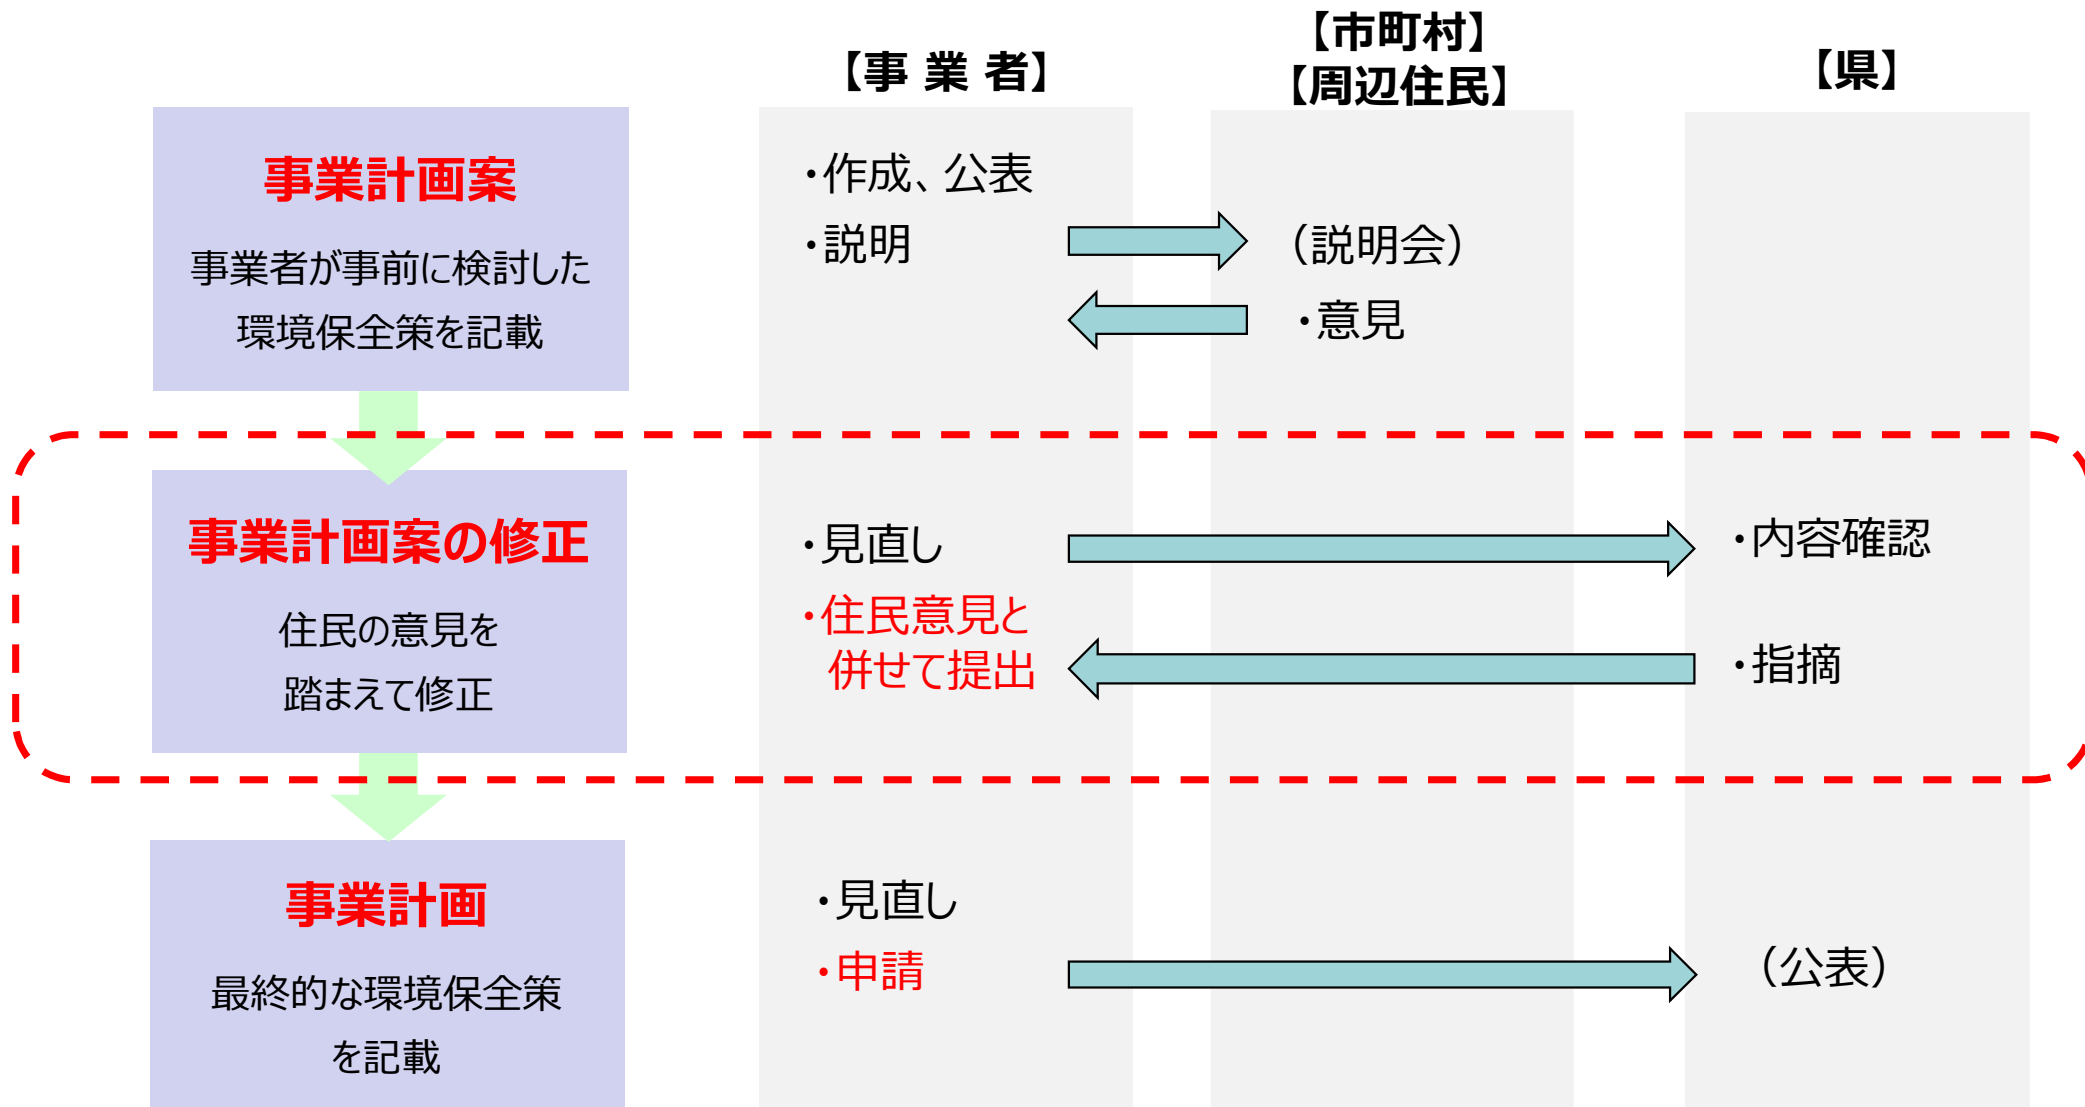 【事 業 者】
【市町村】
【周辺住民】
【県】
事業計画案
事業者が事前に検討した
環境保全策を記載
・作成、公表
・説明
（説明会）
・意見
事業計画案の修正
住民の意見を
踏まえて修正
・見直し
・住民意見と
併せて提出
・内容確認
・指摘
事業計画
最終的な環境保全策
を記載
・見直し
・申請
（公表）